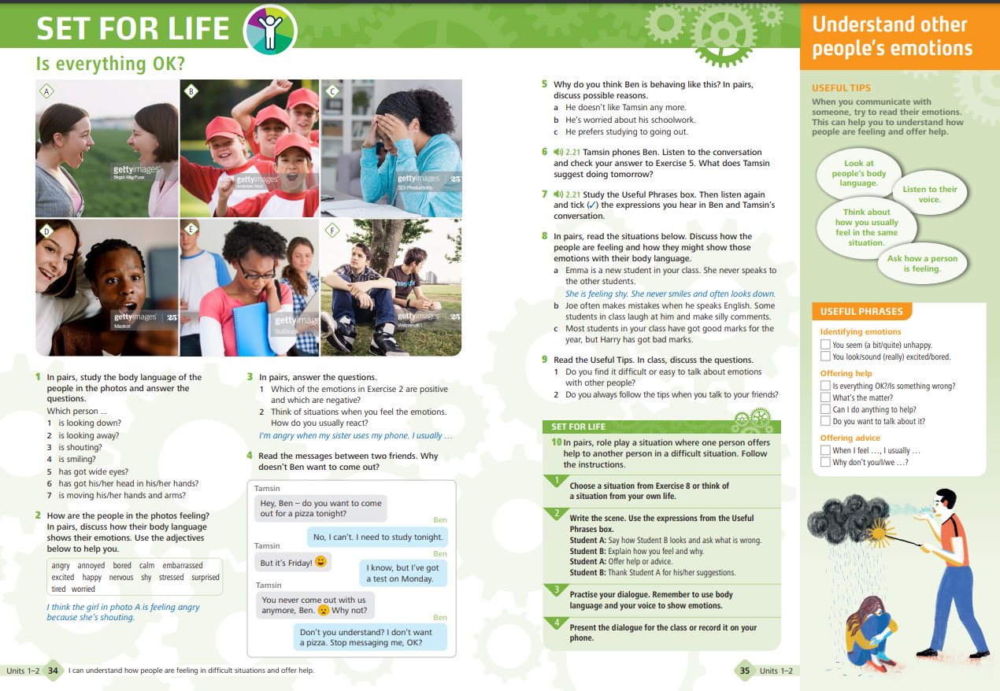 SET FOR LIFE
Is everything OK?
A
B
C
D
E
F
gettyimages®
Birgid Allig/Fuse
gettyimages®
Anderson Ross
gettyimages®
SDI Productions
25
gettyimages®
Maskot
25
gettyimages
SolStock
gettyimages®
Westend61
25
1 In pairs, study the body language of the
people in the photos and answer the
questions.
Which person ...
1 is looking down?
2 is looking away?
3 is shouting?
4 is smiling?
5 has got wide eyes?
6 has got his/her head in his/her hands?
7 is moving his/her hands and arms?
2 How are the people in the photos feeling?
In pairs, discuss how their body language
shows their emotions. Use the adjectives
below to help you.
angry annoyed bored calm embarrassed
excited happy nervous shy stressed surprised
tired worried
I think the girl in photo A is feeling angry
because she's shouting.
3 In pairs, answer the questions.
1 Which of the emotions in Exercise 2 are positive
and which are negative?
2 Think of situations when you feel the emotions.
How do you usually react?
I'm angry when my sister uses my phone. I usually ...
4 Read the messages between two friends. Why
doesn't Ben want to come out?
Tamsin
Hey, Ben – do you want to come
out for a pizza tonight?
Ben
No, I can't. I need to study tonight.
Tamsin
But it's Friday! 😀
Ben
I know, but I've got
a test on Monday.
Tamsin
You never come out with us
anymore, Ben. 🙁 Why not?
Ben
Don't you understand? I don't want
a pizza. Stop messaging me, OK?
Units 1–2 34 I can understand how people are feeling in difficult situations and offer help.
5 Why do you think Ben is behaving like this? In pairs,
discuss possible reasons.
a He doesn't like Tamsin any more.
b He's worried about his schoolwork.
c He prefers studying to going out.
6 2.21 Tamsin phones Ben. Listen to the conversation
and check your answer to Exercise 5. What does Tamsin
suggest doing tomorrow?
7 2.21 Study the Useful Phrases box. Then listen again
and tick (✓) the expressions you hear in Ben and Tamsin's
conversation.
8 In pairs, read the situations below. Discuss how the
people are feeling and how they might show those
emotions with their body language.
a Emma is a new student in your class. She never speaks to
the other students.
She is feeling shy. She never smiles and often looks down.
b Joe often makes mistakes when he speaks English. Some
students in class laugh at him and make silly comments.
c Most students in your class have got good marks for the
year, but Harry has got bad marks.
9 Read the Useful Tips. In class, discuss the questions.
1 Do you find it difficult or easy to talk about emotions
with other people?
2 Do you always follow the tips when you talk to your friends?
SET FOR LIFE
10 In pairs, role play a situation where one person offers
help to another person in a difficult situation. Follow
the instructions.
1
Choose a situation from Exercise 8 or think of
a situation from your own life.
2
Write the scene. Use the expressions from the Useful
Phrases box.
Student A: Say how Student B looks and ask what is wrong.
Student B: Explain how you feel and why.
Student A: Offer help or advice.
Student B: Thank Student A for his/her suggestions.
3
Practise your dialogue. Remember to use body
language and your voice to show emotions.
4
Present the dialogue for the class or record it on your
phone.
35 Units 1–2
Understand other
people's emotions
USEFUL TIPS
When you communicate with
someone, try to read their emotions.
This can help you to understand how
people are feeling and offer help.
Look at
people's body
language.
Listen to their
voice.
Think about
how you usually
feel in the same
situation.
Ask how a person
is feeling.
USEFUL PHRASES
Identifying emotions
You seem (a bit/quite) unhappy.
You look/sound (really) excited/bored.
Offering help
Is everything OK?/Is something wrong?
What's the matter?
Can I do anything to help?
Do you want to talk about it?
Offering advice
When I feel ..., I usually ...
Why don't you/I/we ...?